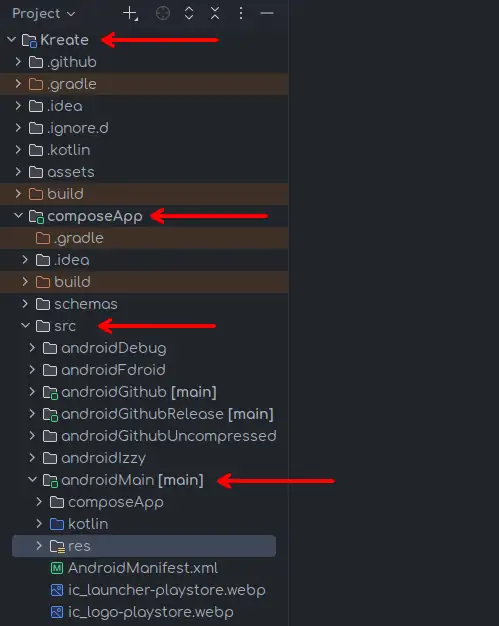 Project
Kreate
.github
.gradle
.idea
.ignore.d
.kotlin
assets
build
composeApp
.gradle
.idea
build
schemas
src
androidDebug
androidFdroid
androidGithub [main]
androidGithubRelease [main]
androidGithubUncompressed
androidIzzy
androidMain [main]
composeApp
kotlin
res
M AndroidManifest.xml
ic_launcher-playstore.webp
ic_logo-playstore.webp